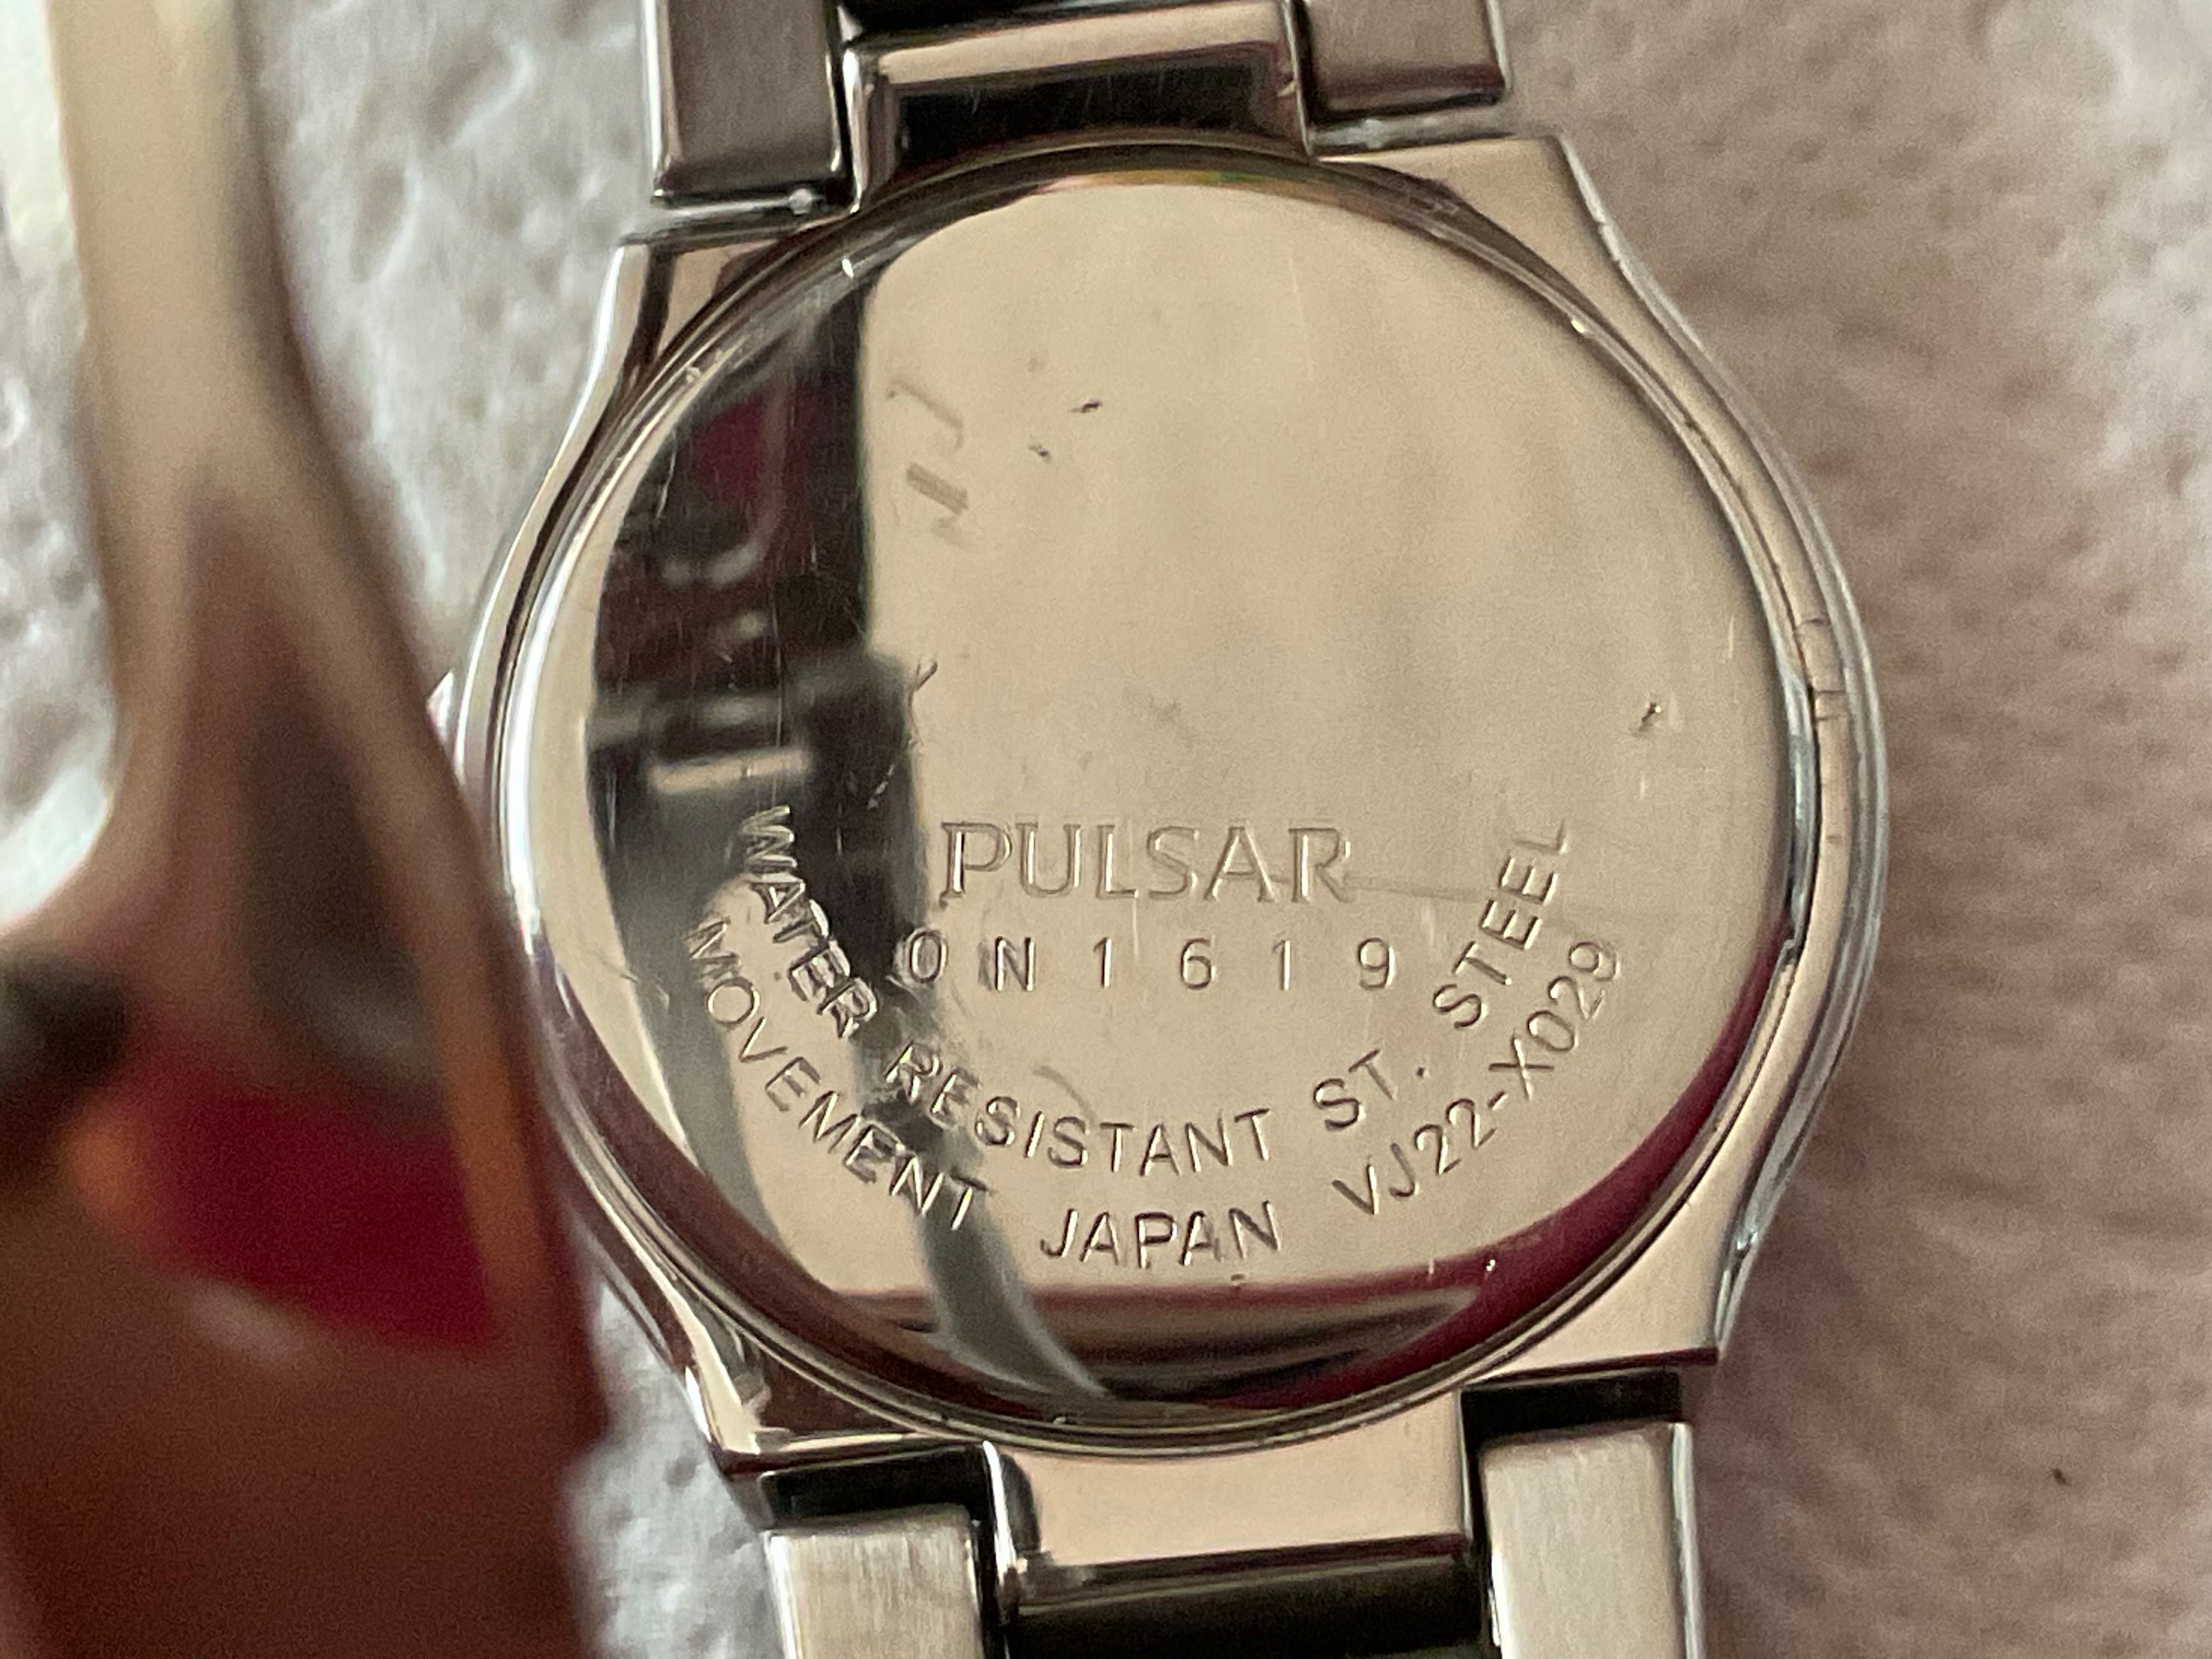 PULSAR
0N1619
WATER RESISTANT ST. STEEL
MOVEMENT JAPAN VJ22-X029